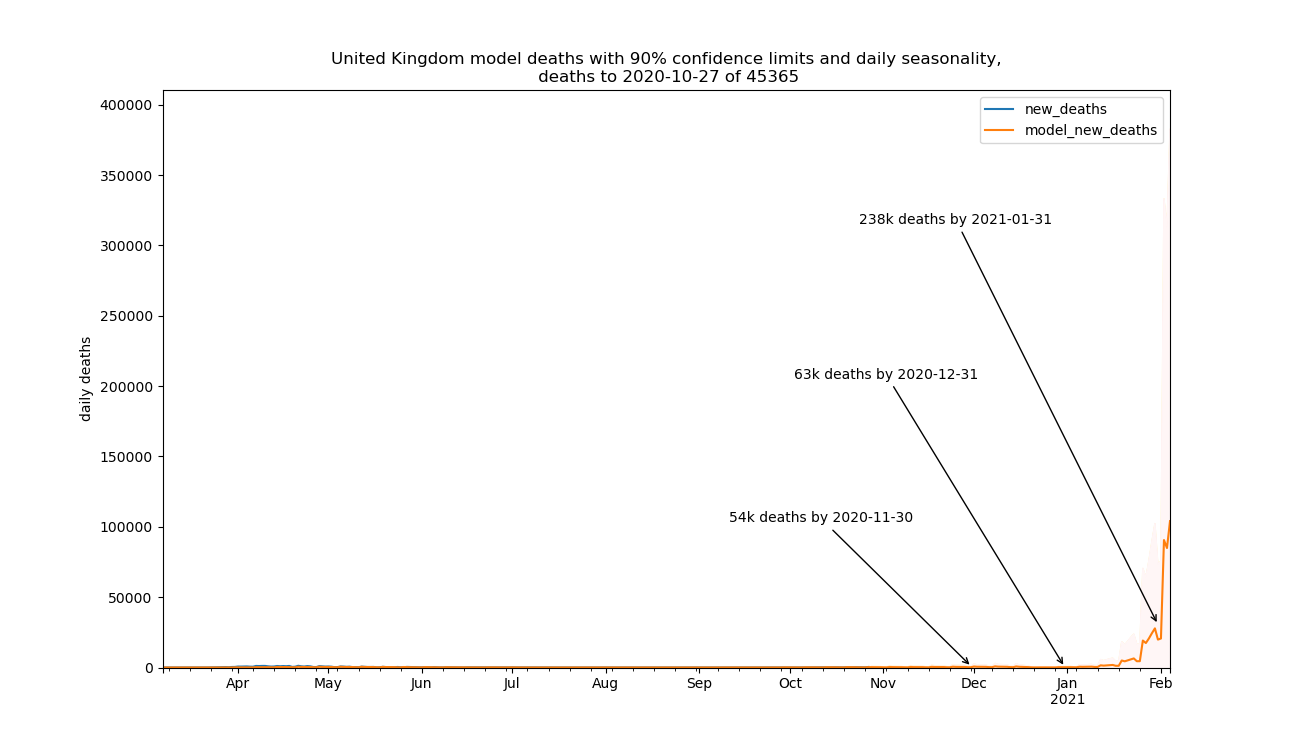 United Kingdom model deaths with 90% confidence limits and daily seasonality,
deaths to 2020-10-27 of 45365
400000
350000
300000
250000
200000
150000
100000
50000
0
daily deaths
new_deaths
model_new_deaths
238k deaths by 2021-01-31
63k deaths by 2020-12-31
54k deaths by 2020-11-30
Apr May Jun Jul Aug Sep Oct Nov Dec Jan Feb
2021